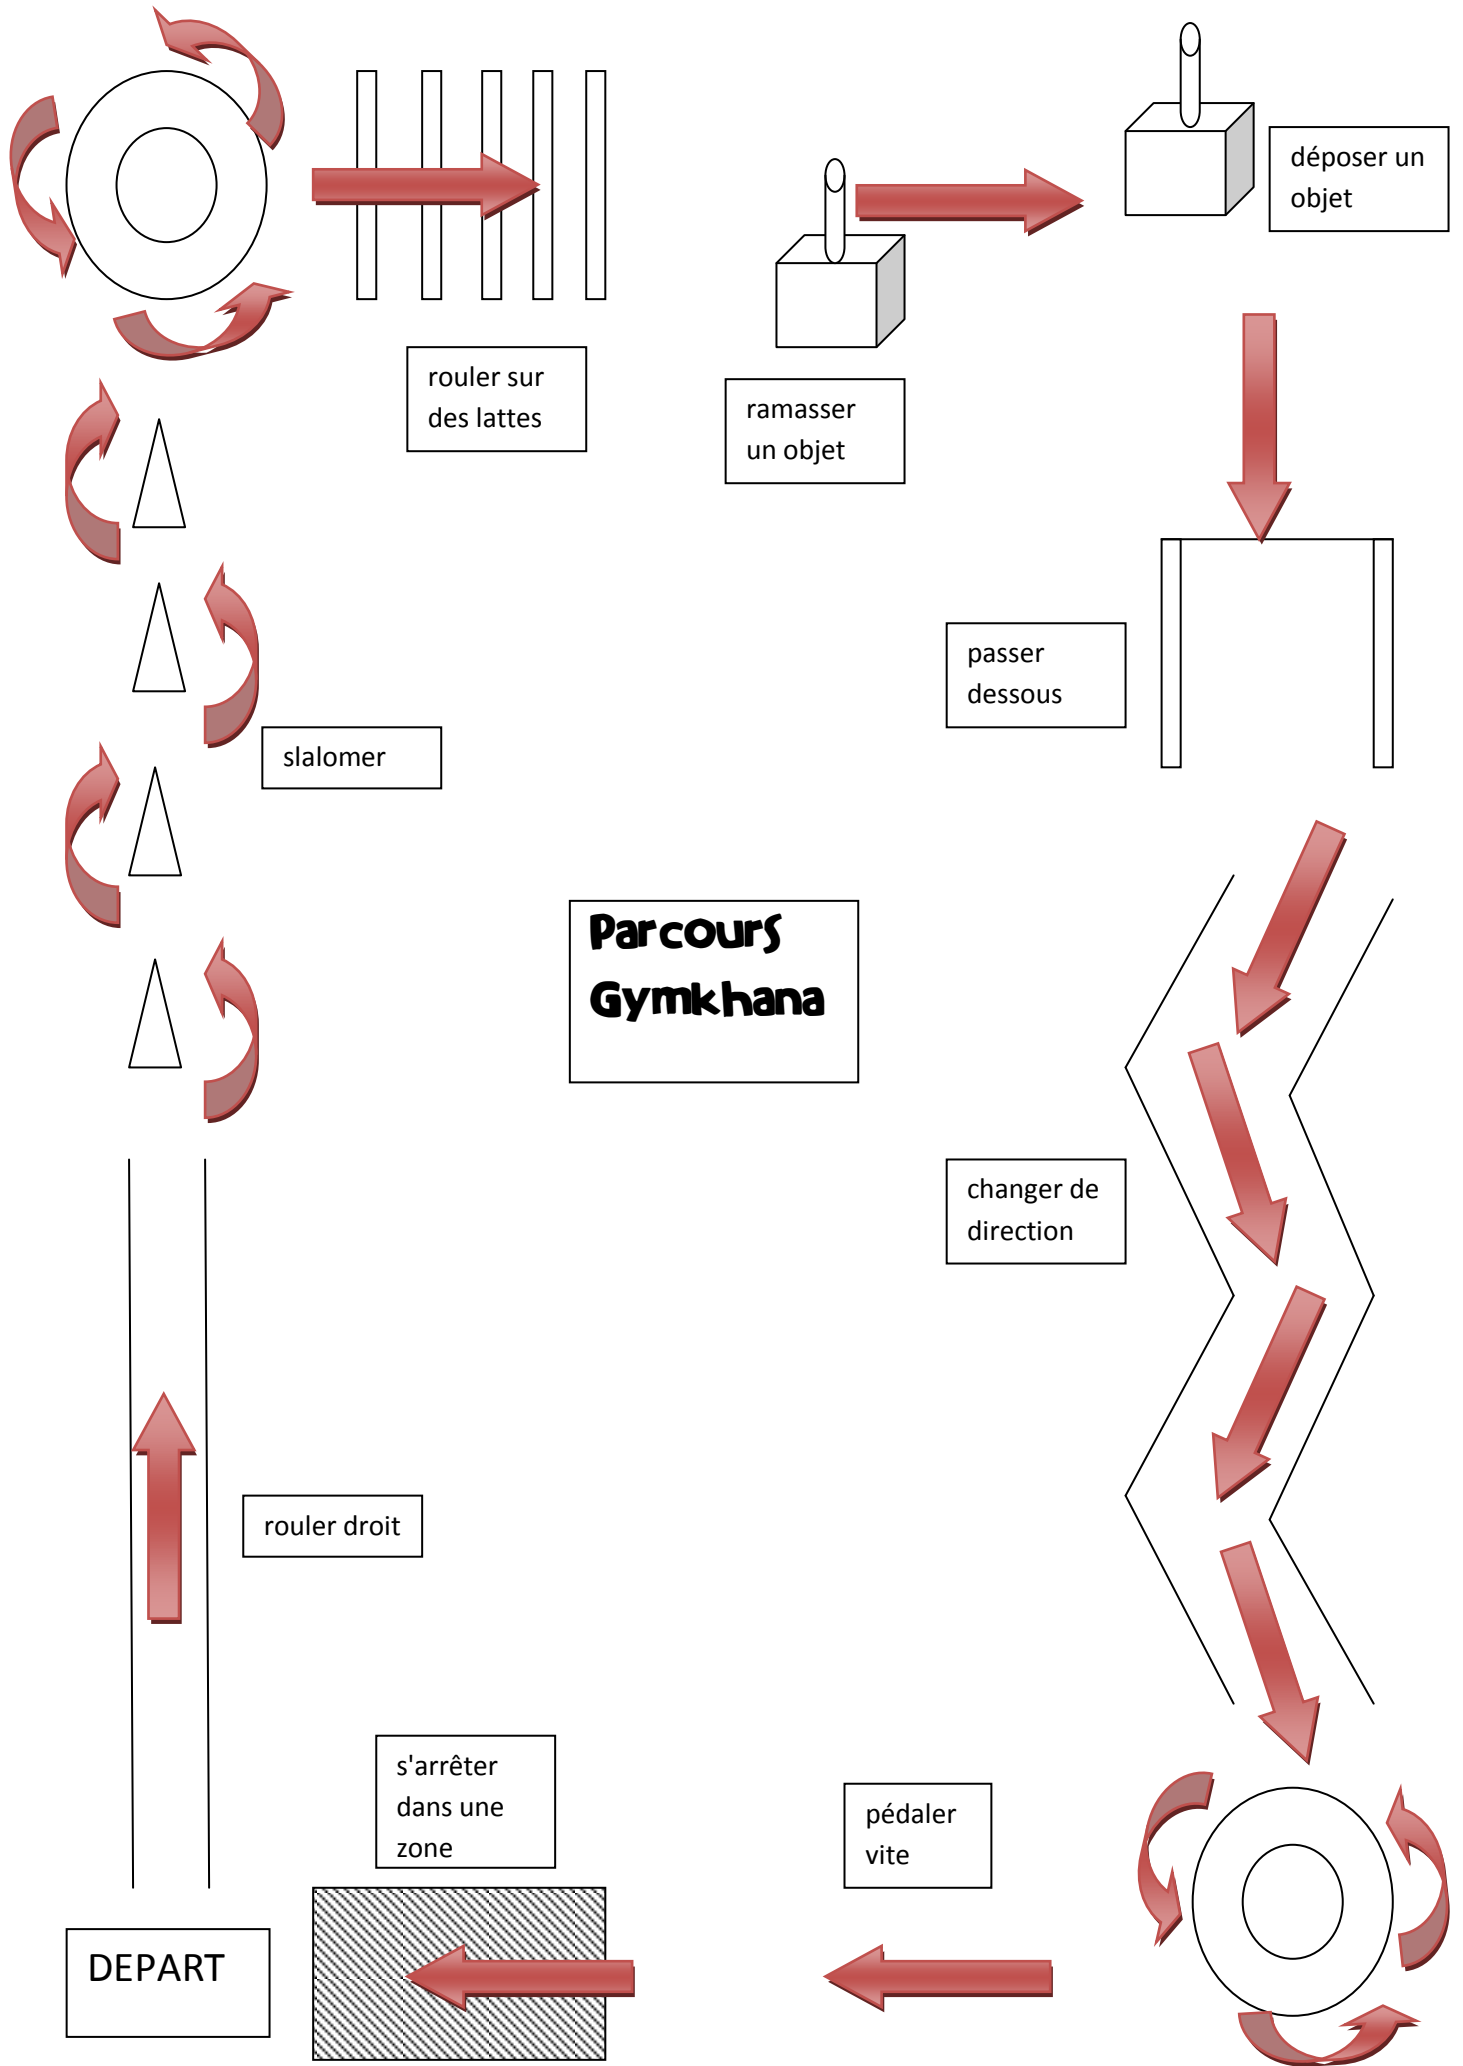 déposer un
objet
rouler sur
des lattes
ramasser
un objet
passer
dessous
slalomer
Parcours
Gymkhana
changer de
direction
rouler droit
s'arrêter
dans une
zone
pédaler
vite
DEPART